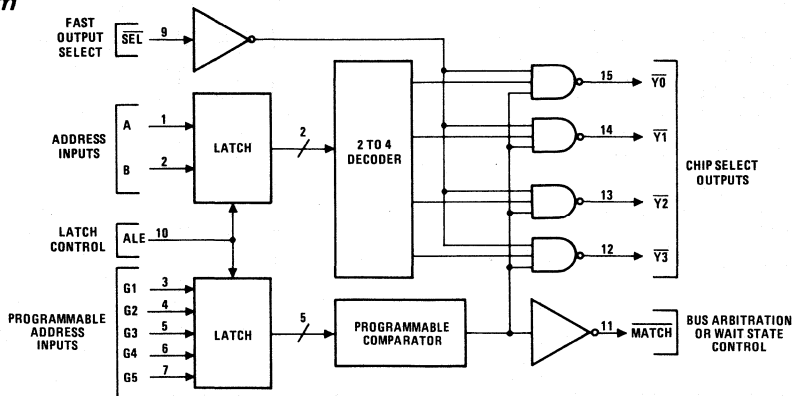 m
FAST
OUTPUT
SELECT
SEL
9
ADDRESS
INPUTS
A
1
B
2
LATCH
2
2 TO 4
DECODER
15
Y0
14
Y1
13
Y2
12
Y3
CHIP SELECT
OUTPUTS
LATCH
CONTROL
ALE
10
PROGRAMMABLE
ADDRESS
INPUTS
G1
3
G2
4
G3
5
G4
6
G5
7
LATCH
5
PROGRAMMABLE
COMPARATOR
11
MATCH
BUS ARBITRATION
OR WAIT STATE
CONTROL